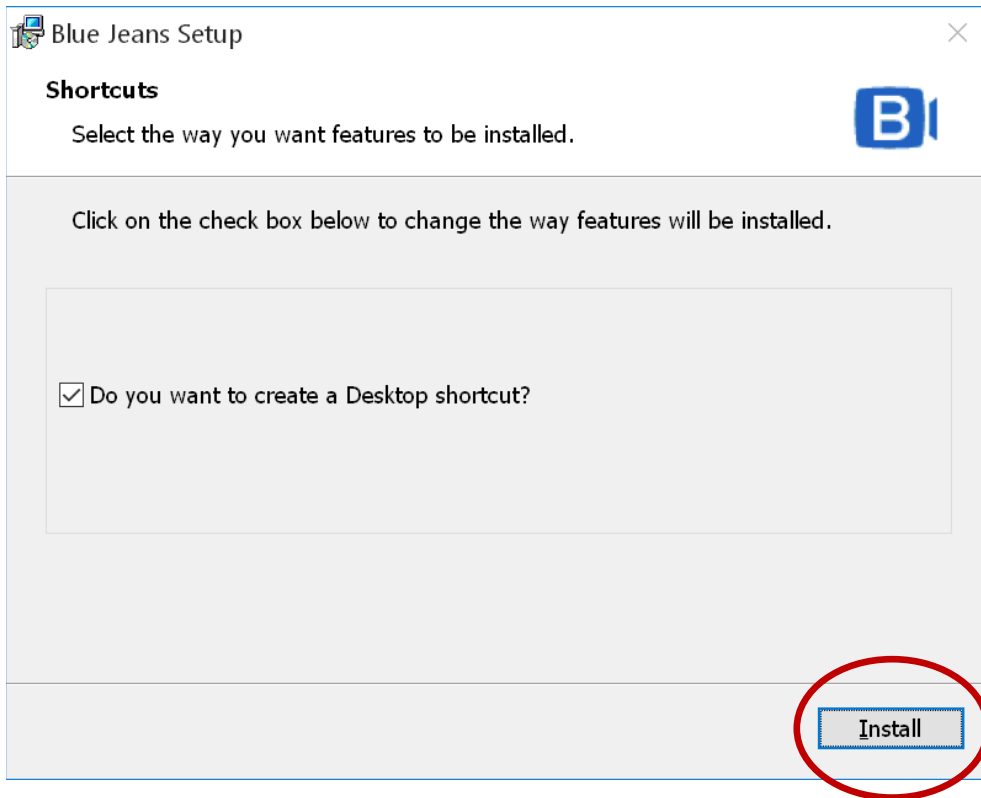 Blue Jeans Setup
Shortcuts
Select the way you want features to be installed.
B
Click on the check box below to change the way features will be installed.
Do you want to create a Desktop shortcut?
Install